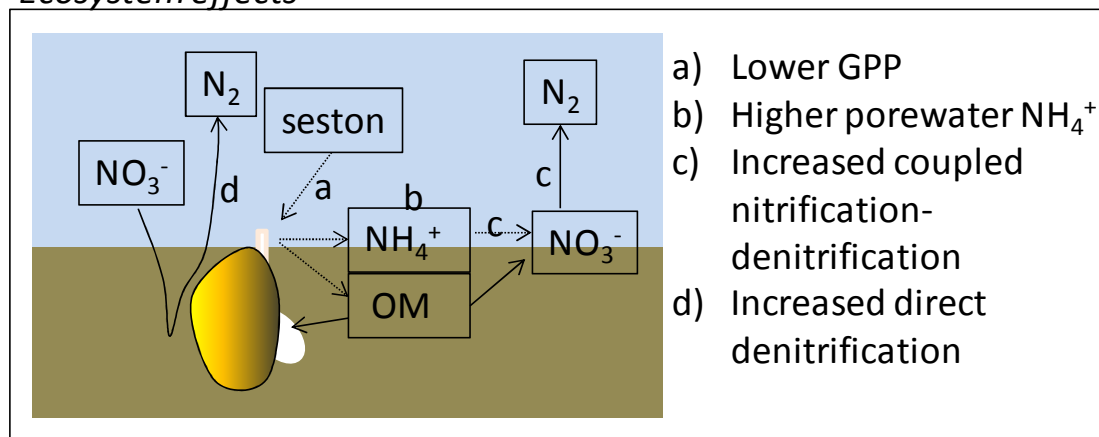 Ecosystem effects
N₂
seston
NO₃⁻
d
a
b
NH₄⁺
OM
c
NO₃⁻
c
N₂
a) Lower GPP
b) Higher porewater NH₄⁺
c) Increased coupled
nitrification-
denitrification
d) Increased direct
denitrification